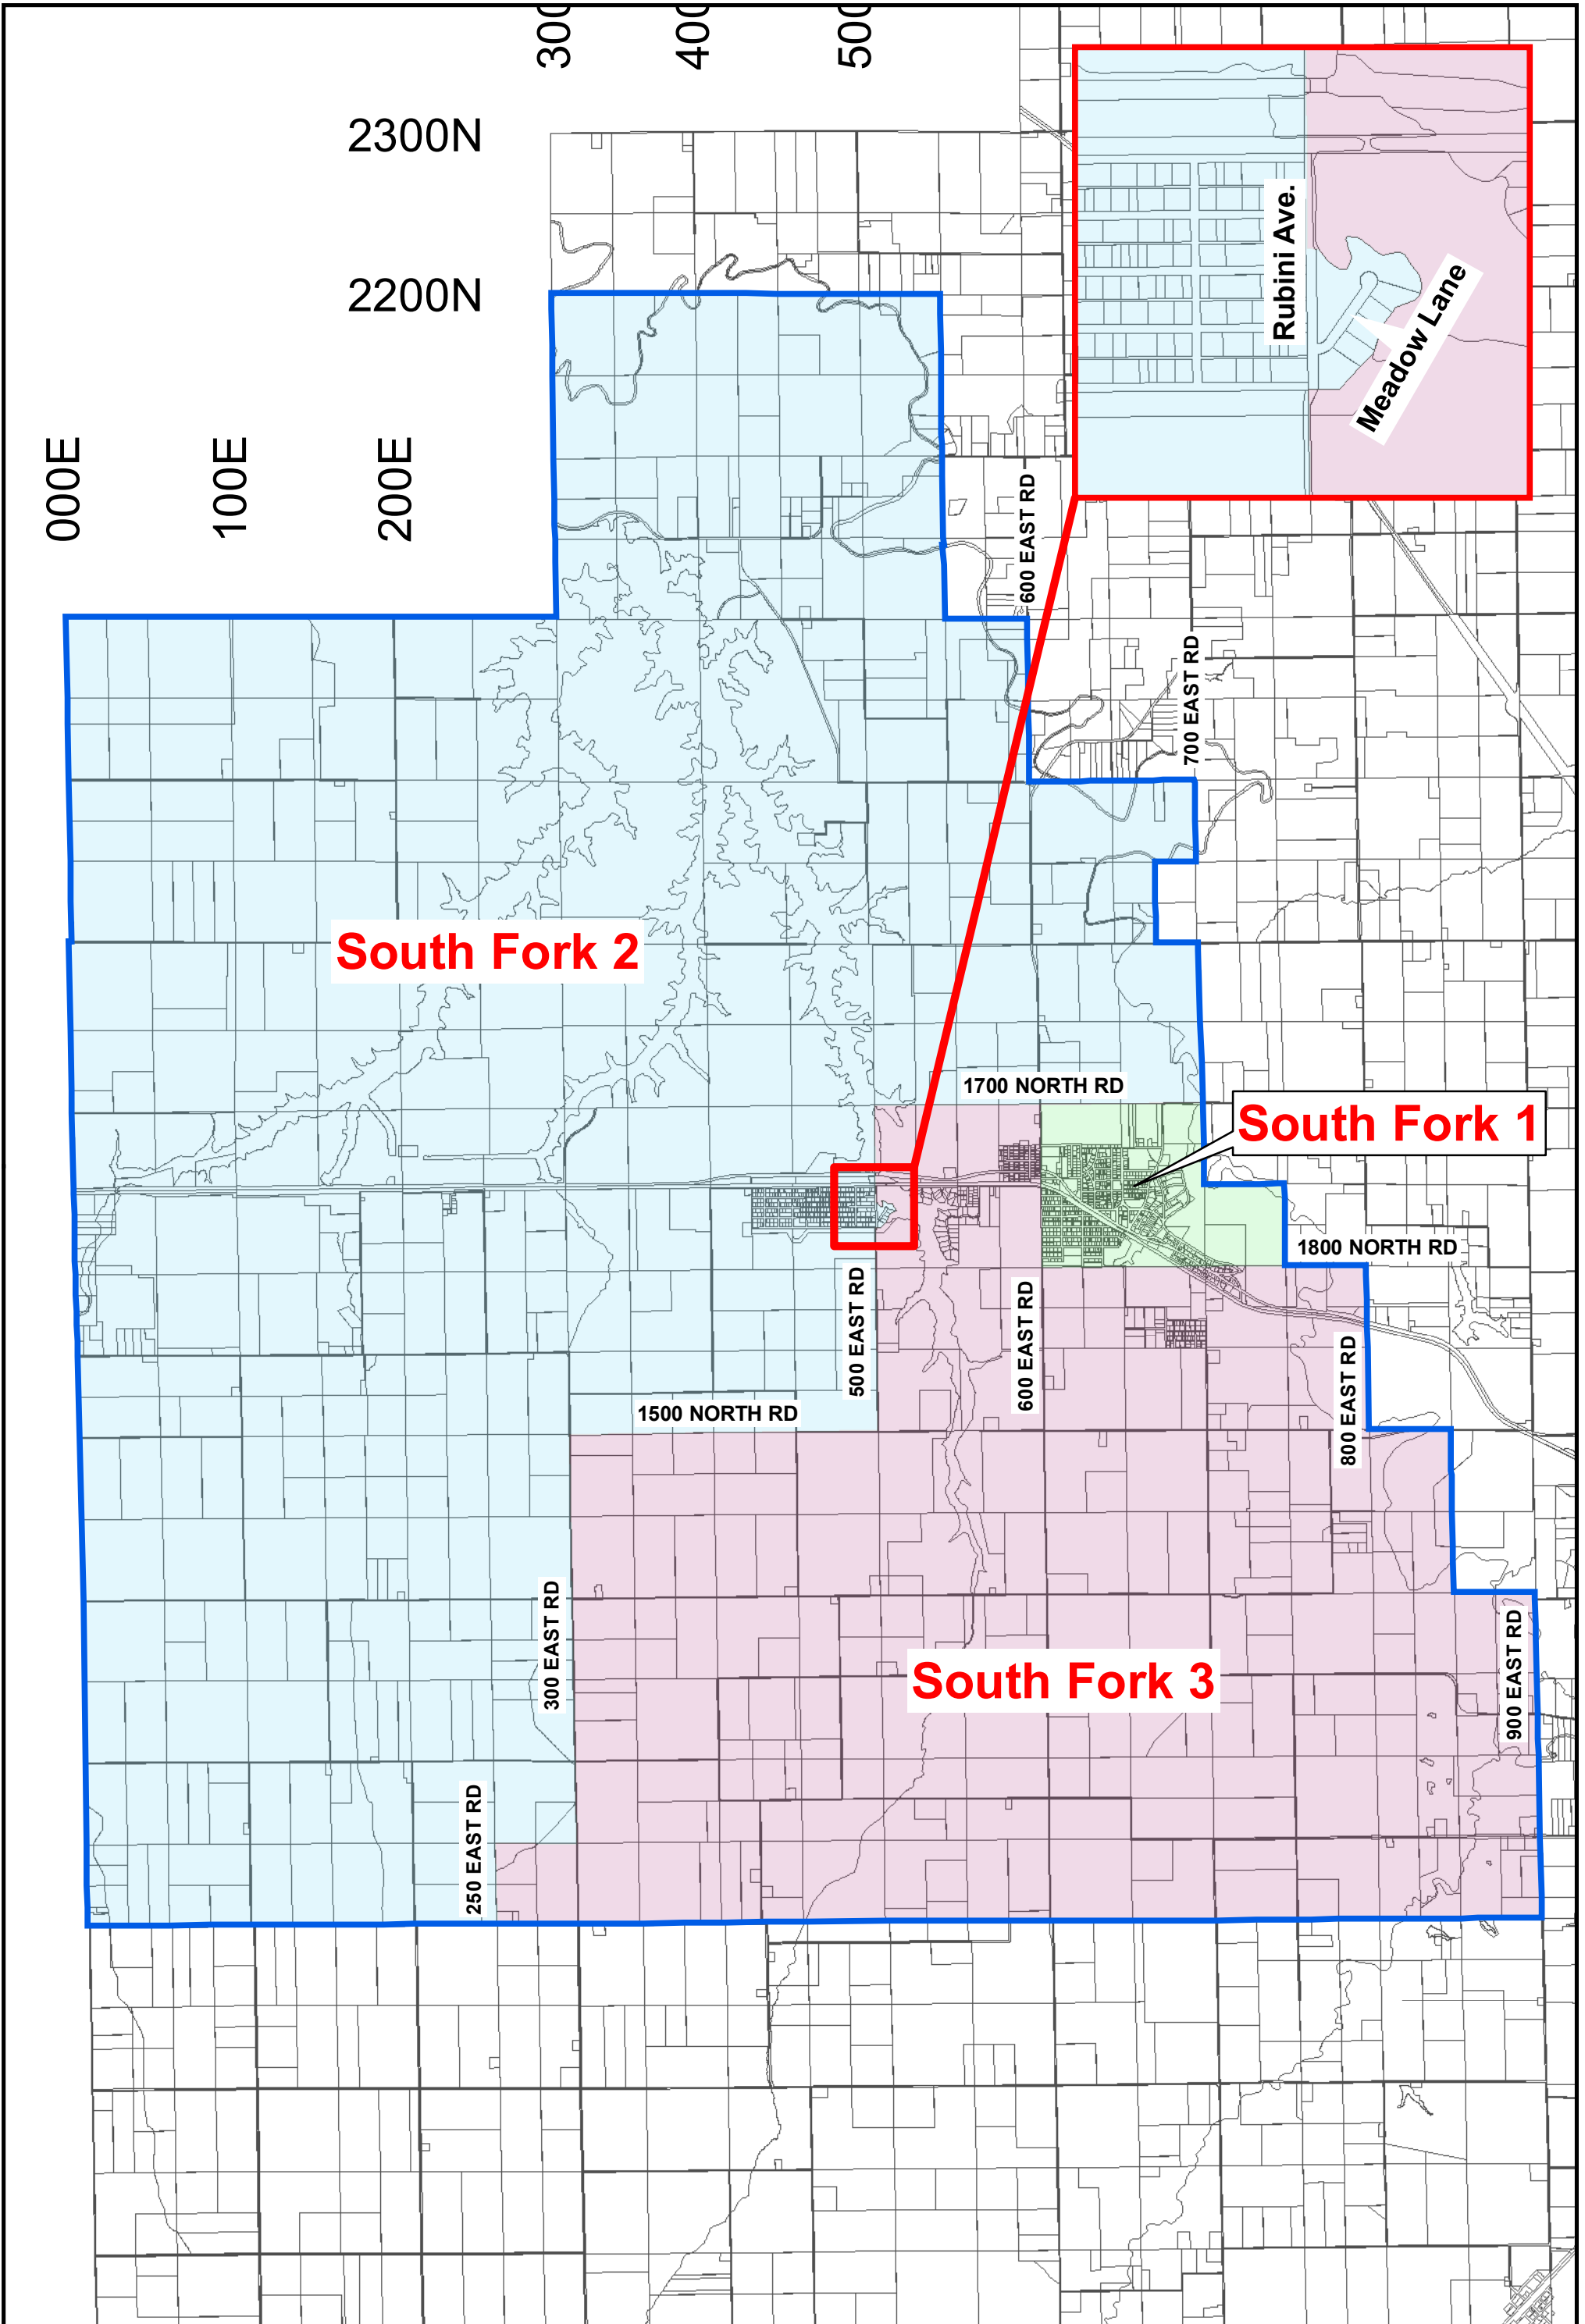 300
400
500
2300N
2200N
000E
100E
200E
Rubini Ave.
Meadow Lane
600 EAST RD
700 EAST RD
South Fork 2
1700 NORTH RD
South Fork 1
1800 NORTH RD
500 EAST RD
600 EAST RD
800 EAST RD
1500 NORTH RD
300 EAST RD
South Fork 3
900 EAST RD
250 EAST RD